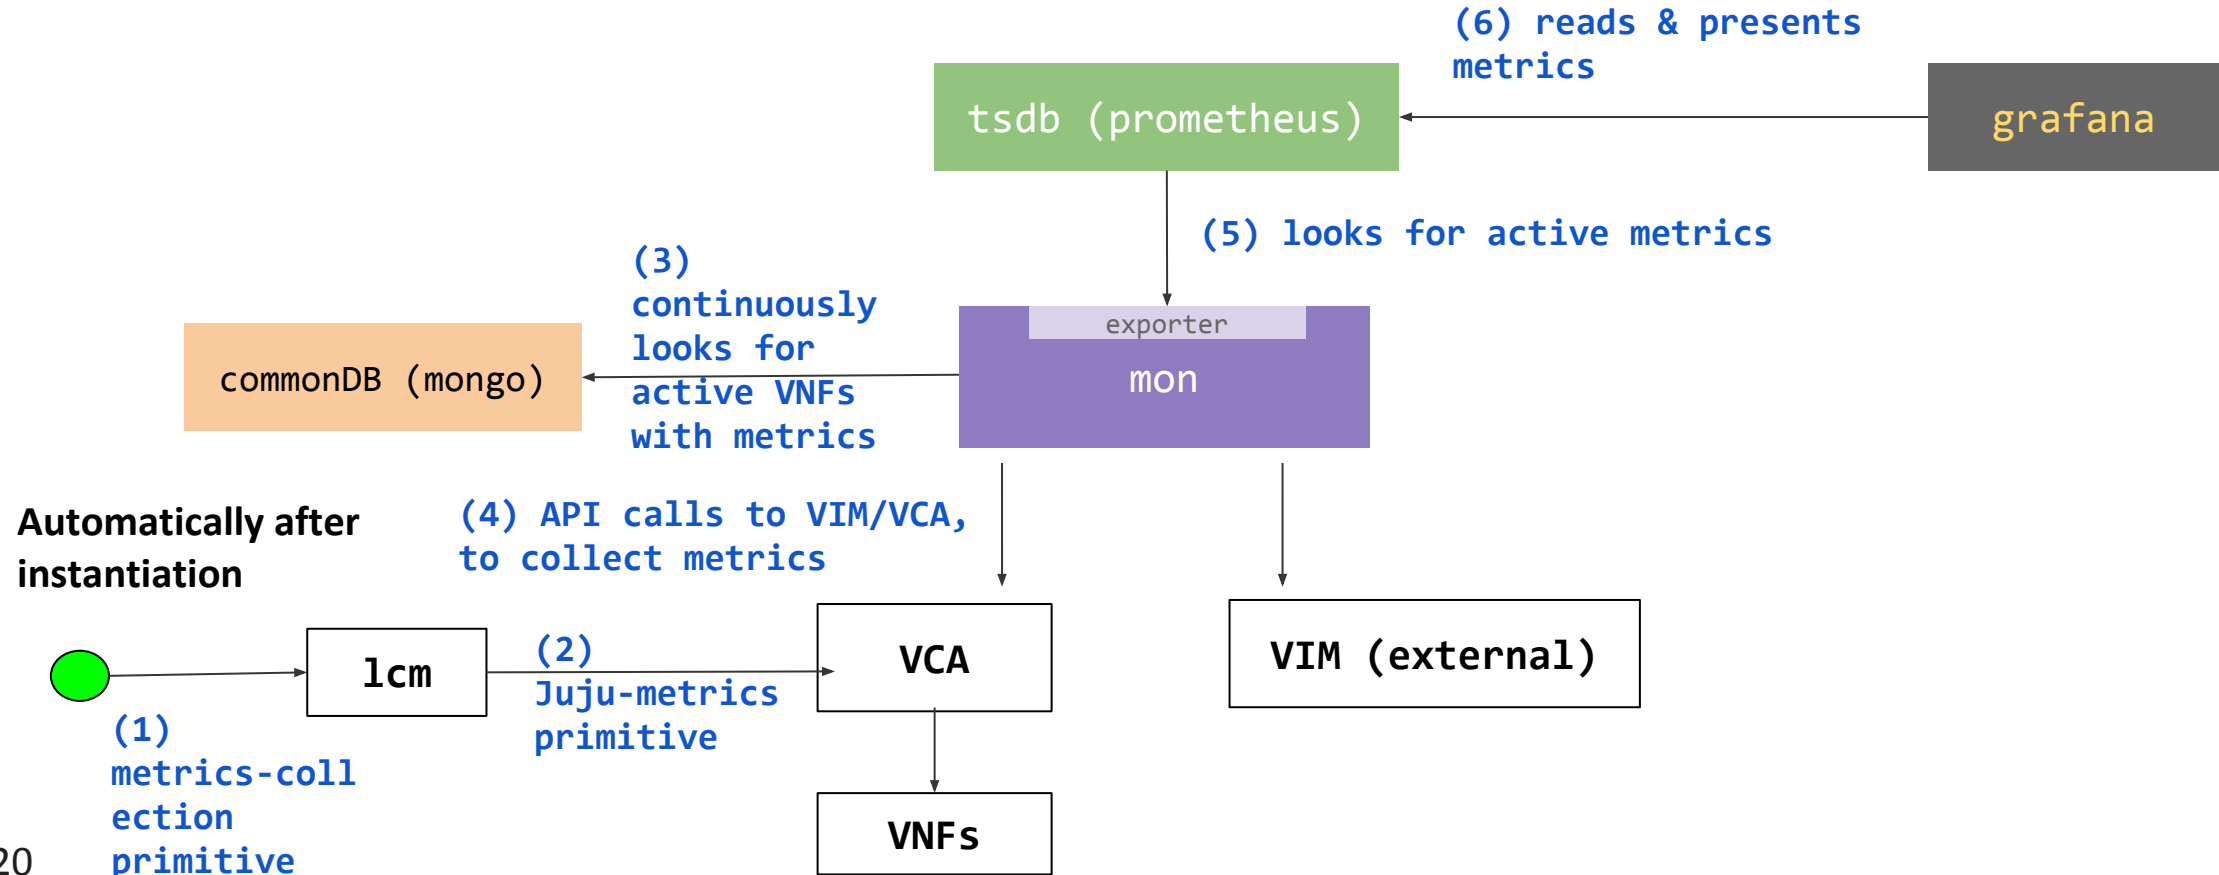 (6) reads & presents
metrics
tsdb (prometheus)
grafana
(5) looks for active metrics
(3)
continuously
looks for
active VNFs
with metrics
exporter
mon
commonDB (mongo)
Automatically after
instantiation
(4) API calls to VIM/VCA,
to collect metrics
lcm
(2)
Juju-metrics
primitive
VCA
VIM (external)
(1)
metrics-coll
ection
primitive
VNFs
20